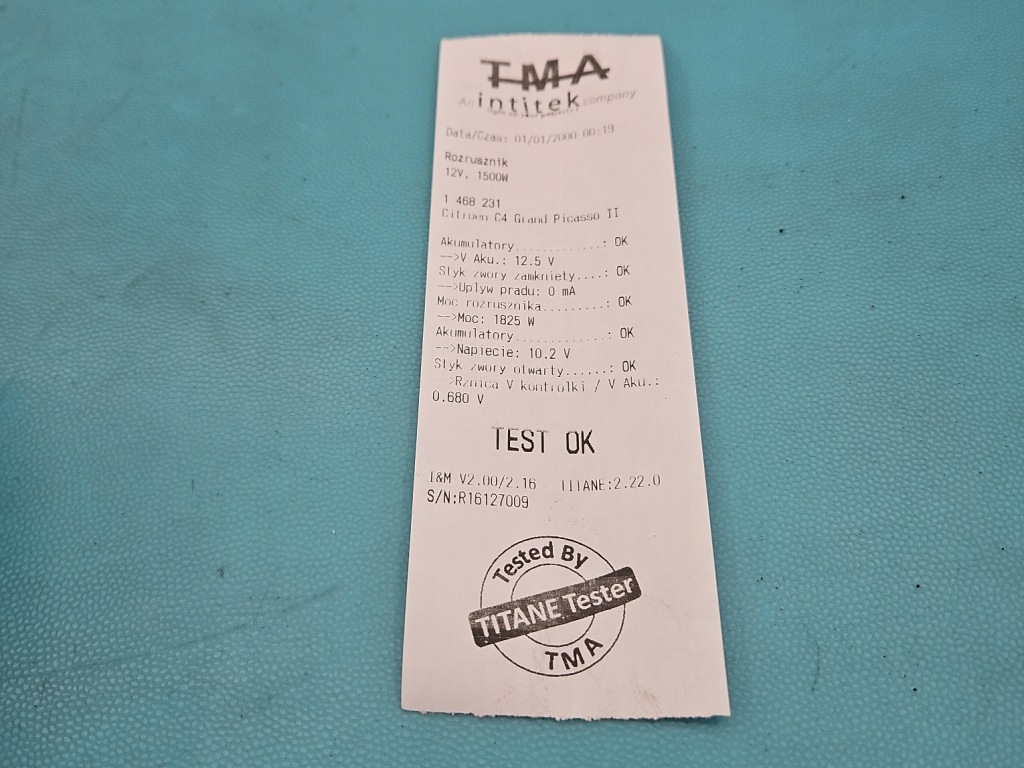 TMA
An intitek company
Data/Czas: 01/01/2000 00:19
Rozrusznik
12V, 1500W
1 468 231
Citroen C4 Grand Picasso II
Akumulatory............: OK
-->V Aku.: 12.5 V
Styk zwory zamkniety....: OK
-->Uplyw pradu: 0 mA
Moc rozrusznika.........: OK
-->Moc: 1825 W
Akumulatory............: OK
-->Napiecie: 10.2 V
Styk zwory otwarty......: OK
-->Rznica V kontrolki / V Aku.:
0.680 V
TEST OK
I&M V2.00/2.16 TITANE:2.22.0
S/N:R16127009
Tested By
TITANE Tester
TMA